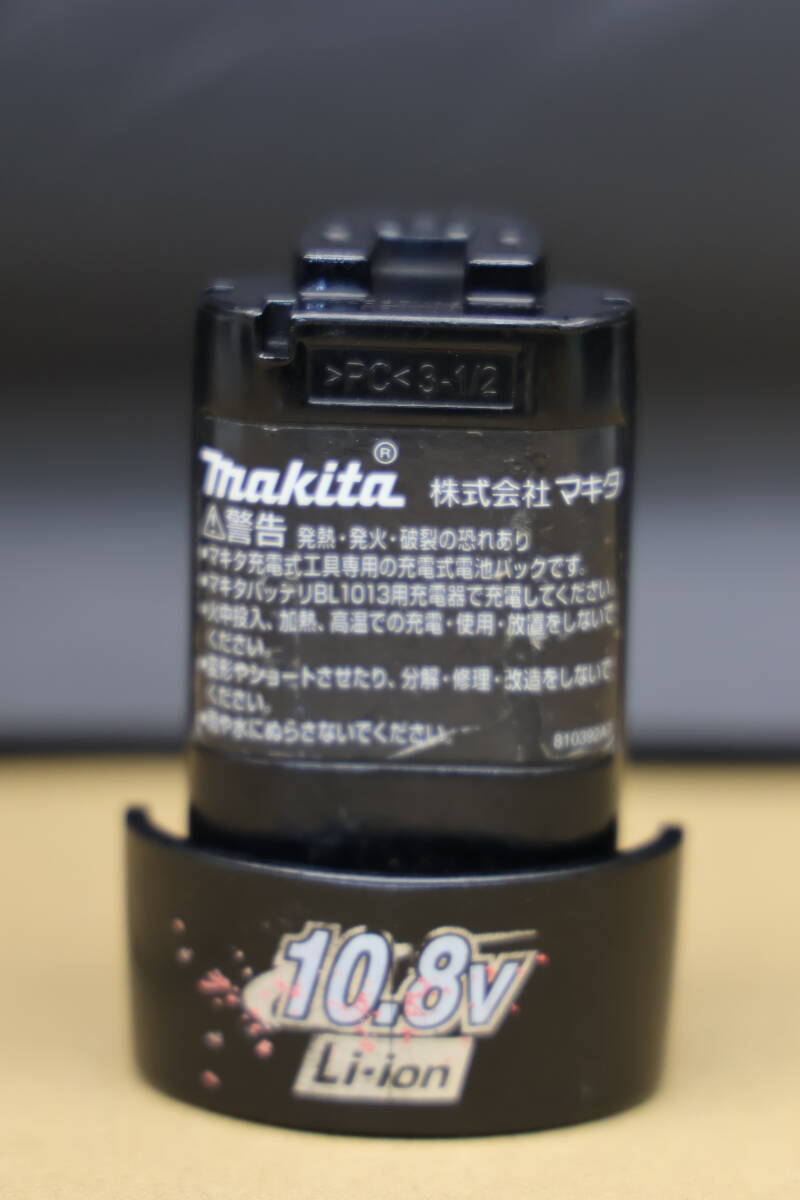 >PC< 3-1/2
makita® 株式会社マキタ
⚠警告 発熱・発火・破裂の恐れあり
•マキタ充電式工具専用の充電式電池パックです。
•マキタバッテリBL1013用充電器で充電してください。
•火中投入、加熱、高温での充電・使用・放置をしないで
ください。
•変形やショートさせたり、分解・修理・改造をしないで
ください。
•雨や水にぬらさないでください。
10.8V
Li-ion